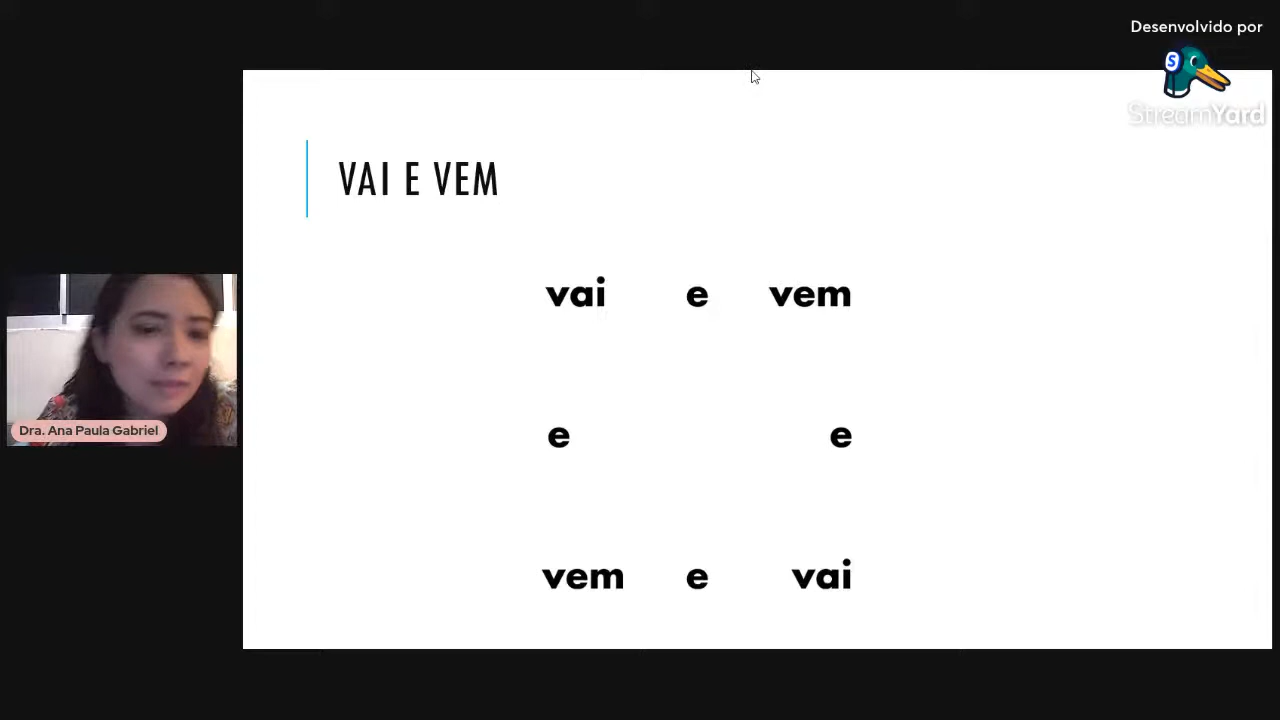 Desenvolvido por
StreamYard
VAI E VEM
vai e vem
e e
vem e vai
Dra. Ana Paula Gabriel